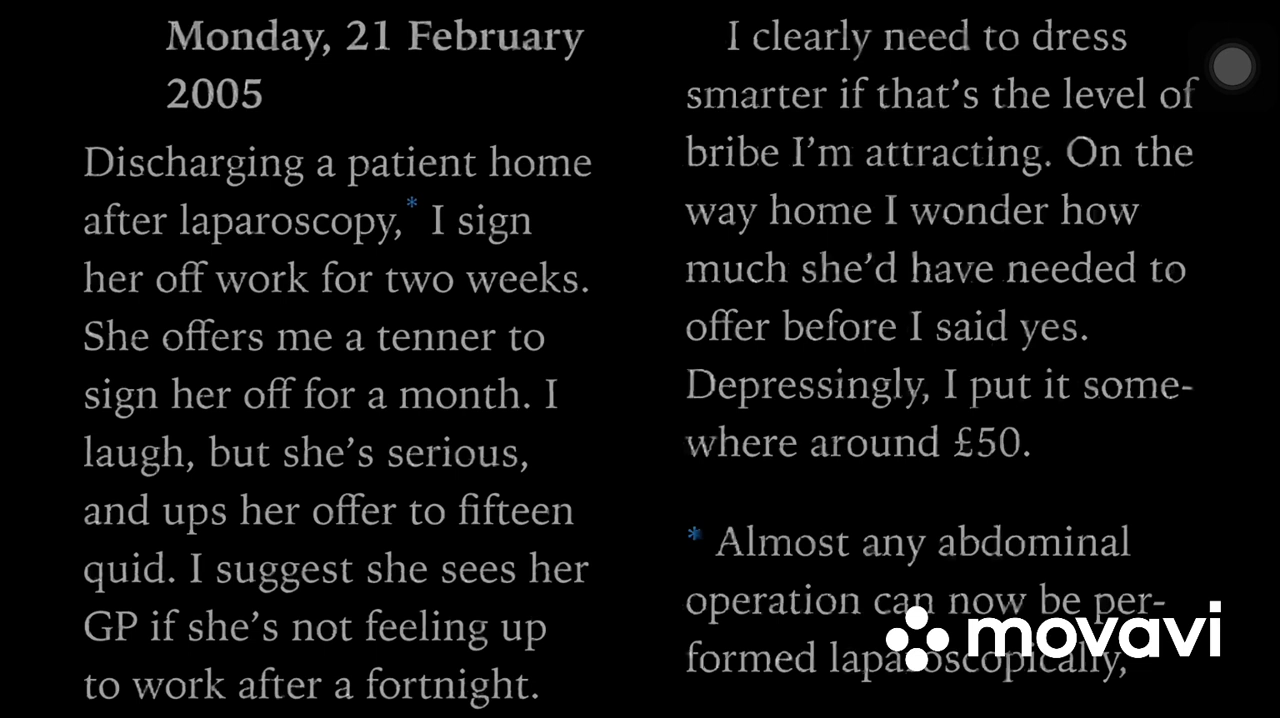 Monday, 21 February
2005
Discharging a patient home
after laparoscopy,* I sign
her off work for two weeks.
She offers me a tenner to
sign her off for a month. I
laugh, but she’s serious,
and ups her offer to fifteen
quid. I suggest she sees her
GP if she’s not feeling up
to work after a fortnight.
I clearly need to dress
smarter if that’s the level of
bribe I’m attracting. On the
way home I wonder how
much she’d have needed to
offer before I said yes.
Depressingly, I put it some-
where around £50.
* Almost any abdominal
operation can now be per-
formed laparoscopically,
movavi